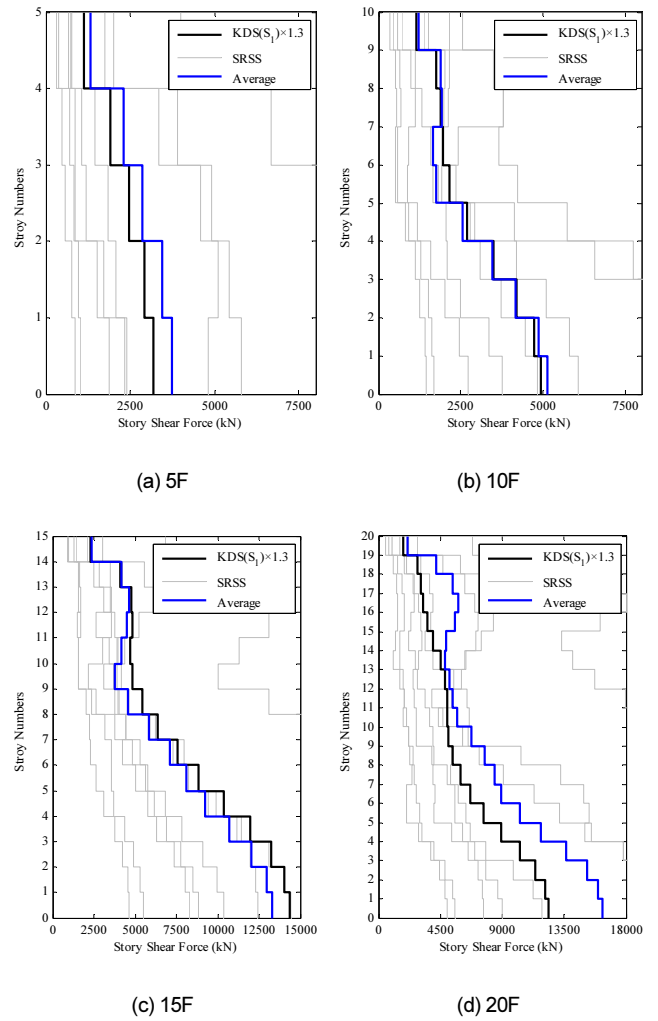 5
4
3
2
1
0
Stroy Numbers
KDS(S1)×1.3
SRSS
Average
0 2500 5000 7500
Story Shear Force (kN)
(a) 5F
10
9
8
7
6
5
4
3
2
1
0
Stroy Numbers
KDS(S1)×1.3
SRSS
Average
0 2500 5000 7500
Story Shear Force (kN)
(b) 10F
15
14
13
12
11
10
9
8
7
6
5
4
3
2
1
0
Stroy Numbers
KDS(S1)×1.3
SRSS
Average
0 2500 5000 7500 10000 12500 15000
Story Shear Force (kN)
(c) 15F
20
19
18
17
16
15
14
13
12
11
10
9
8
7
6
5
4
3
2
1
0
Stroy Numbers
KDS(S1)×1.3
SRSS
Average
0 4500 9000 13500 18000
Story Shear Force (kN)
(d) 20F